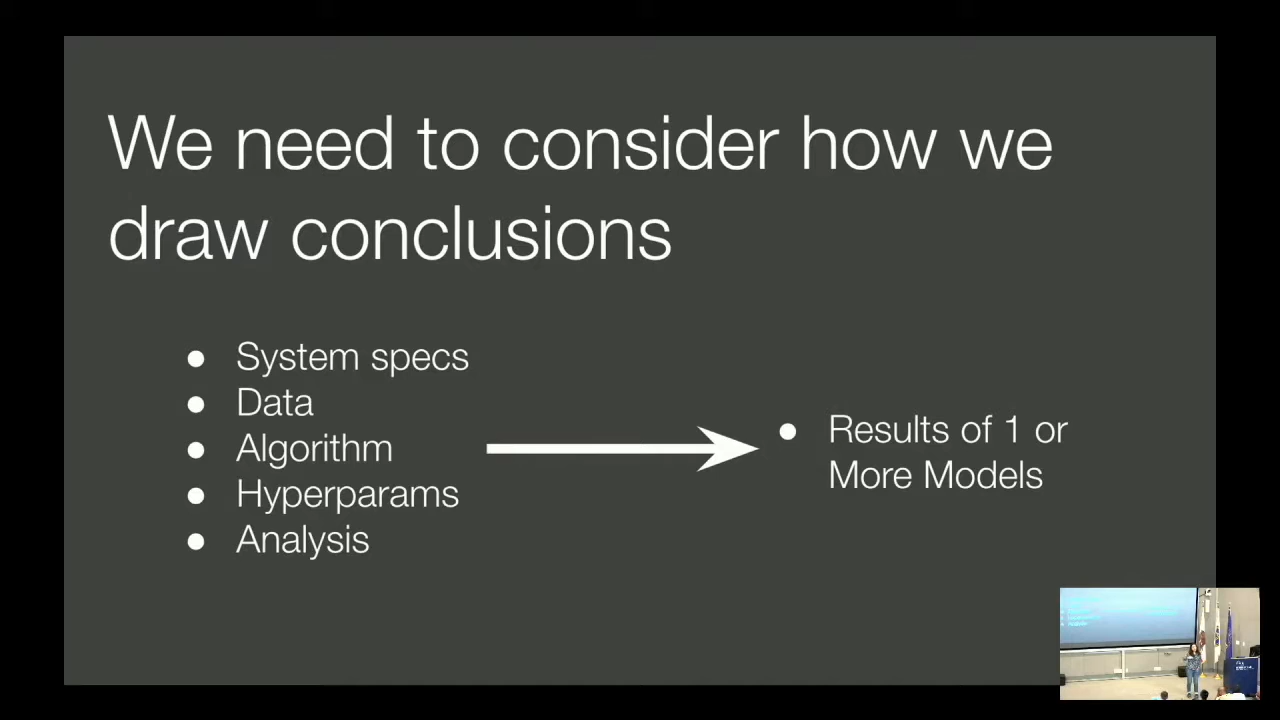 We need to consider how we
draw conclusions
● System specs
● Data
● Algorithm
● Hyperparams
● Analysis
● Results of 1 or
More Models